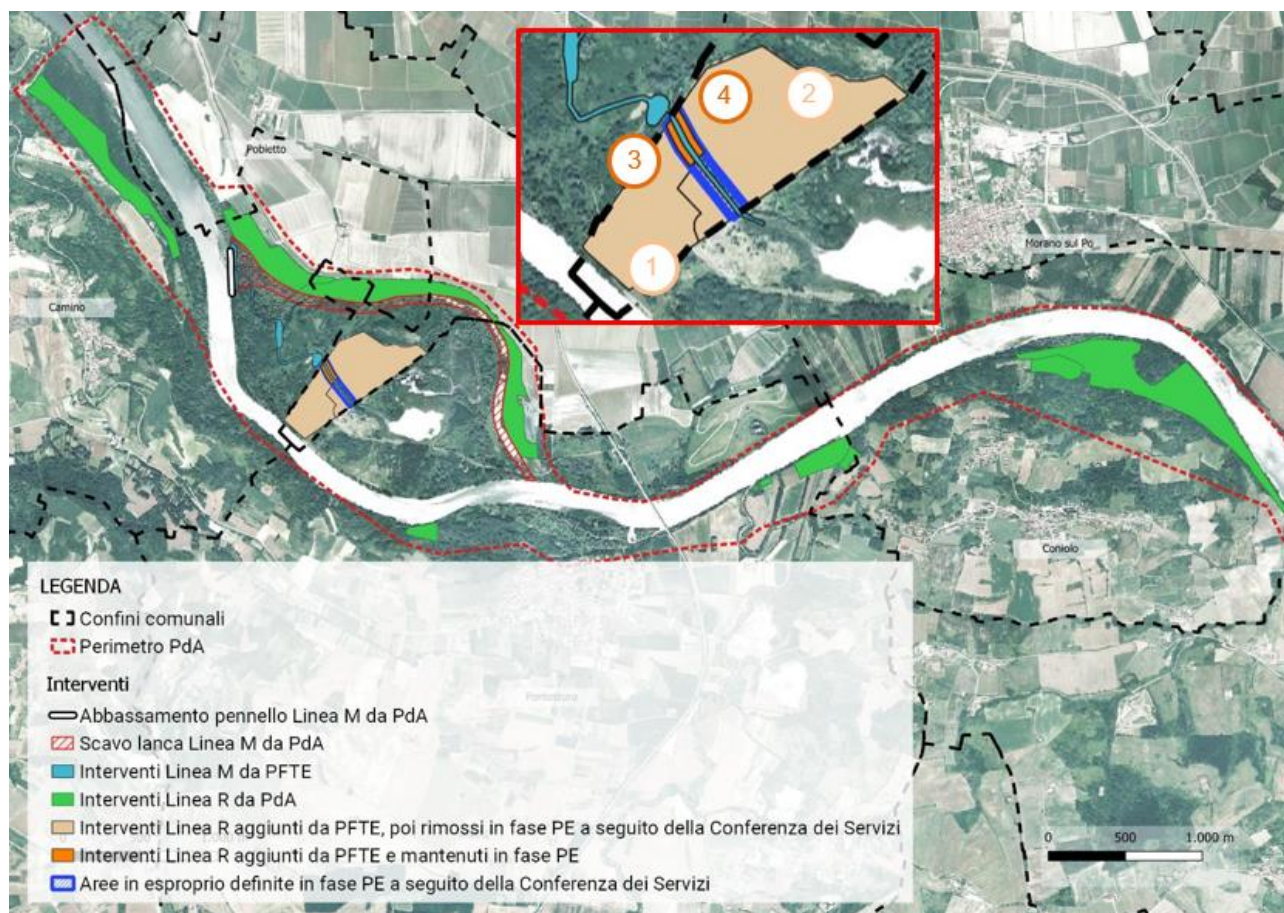 4
2
3
1
Pobietto
Morano sul Po
Camino
Coniolo
Pontestura
LEGENDA
Confini comunali
Perimetro PdA
Interventi
Abbassamento pennello Linea M da PdA
Scavo lanca Linea M da PdA
Interventi Linea M da PFTE
Interventi Linea R da PdA
Interventi Linea R aggiunti da PFTE, poi rimossi in fase PE a seguito della Conferenza dei Servizi
Interventi Linea R aggiunti da PFTE e mantenuti in fase PE
Aree in esproprio definite in fase PE a seguito della Conferenza dei Servizi
0 500 1.000 m